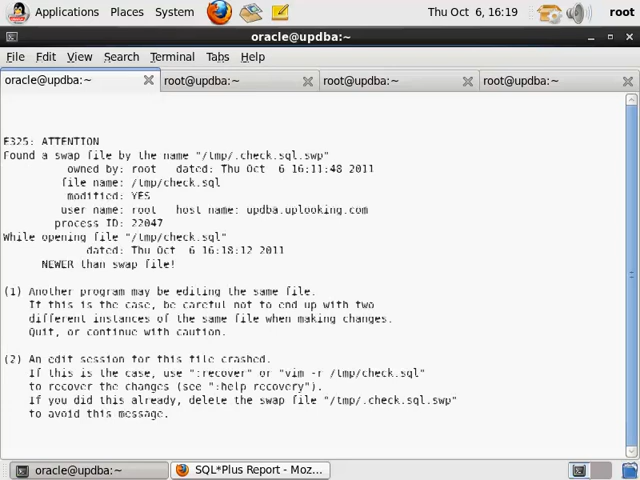 Applications Places System
Thu Oct 6, 16:19
root
oracle@updba:~
File Edit View Search Terminal Tabs Help
oracle@updba:~
root@updba:~
root@updba:~
root@updba:~
E325: ATTENTION
Found a swap file by the name "/tmp/.check.sql.swp"
owned by: root dated: Thu Oct 6 16:11:48 2011
file name: /tmp/check.sql
modified: YES
user name: root host name: updba.uplooking.com
process ID: 22047
While opening file "/tmp/check.sql"
dated: Thu Oct 6 16:18:12 2011
NEWER than swap file!
(1) Another program may be editing the same file.
If this is the case, be careful not to end up with two
different instances of the same file when making changes.
Quit, or continue with caution.
(2) An edit session for this file crashed.
If this is the case, use ":recover" or "vim -r /tmp/check.sql"
to recover the changes (see ":help recovery").
If you did this already, delete the swap file "/tmp/.check.sql.swp"
to avoid this message.
oracle@updba:~
SQL*Plus Report - Moz...